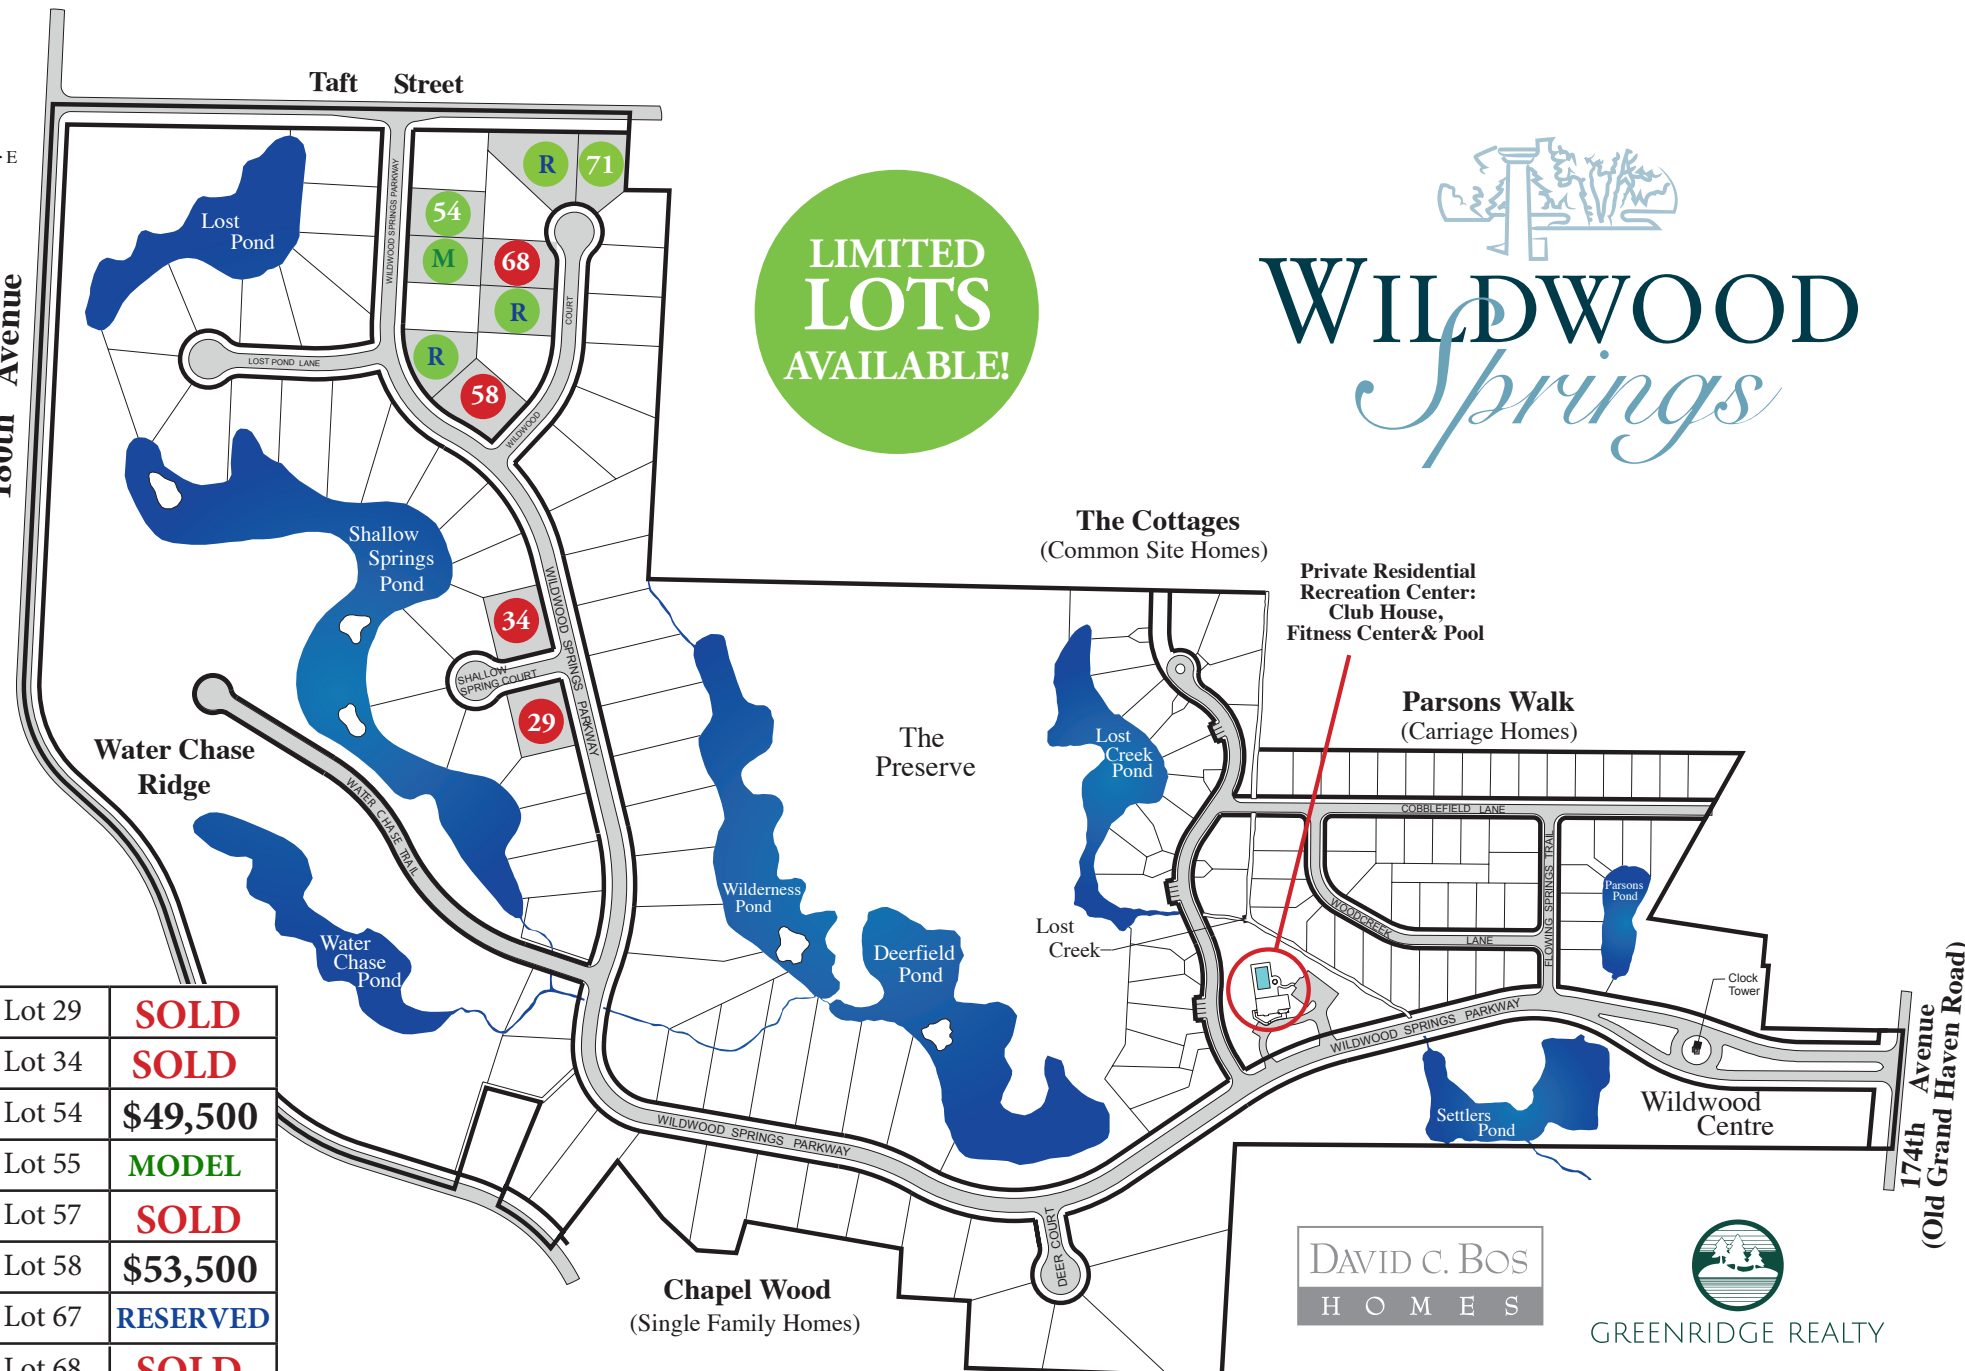 Taft Street
E
180th Avenue
WILDWOOD SPRINGS PARKWAY
R
71
54
M
68
R
R
58
COURT
WILDWOOD
Lost
Pond
LOST POND LANE
LIMITED
LOTS
AVAILABLE!
WILDWOOD
Springs
Shallow
Springs
Pond
34
SHALLOW
SPRING COURT
29
WILDWOOD SPRINGS PARKWAY
Water Chase
Ridge
WATER CHASE TRAIL
Water
Chase
Pond
The
Preserve
Wilderness
Pond
Deerfield
Pond
The Cottages
(Common Site Homes)
Private Residential
Recreation Center:
Club House,
Fitness Center& Pool
Lost
Creek
Pond
Lost
Creek
Parsons Walk
(Carriage Homes)
COBBLEFIELD LANE
FLOWING SPRINGS TRAIL
WOODCREEK
LANE
Parsons
Pond
Clock
Tower
WILDWOOD SPRINGS PARKWAY
Settlers
Pond
Wildwood
Centre
174th Avenue
(Old Grand Haven Road)
WILDWOOD SPRINGS PARKWAY
DEER COURT
Chapel Wood
(Single Family Homes)
Lot 29 SOLD
Lot 34 SOLD
Lot 54 $49,500
Lot 55 MODEL
Lot 57 SOLD
Lot 58 $53,500
Lot 67 RESERVED
Lot 68 SOLD
DAVID C. BOS
HOMES
GREENRIDGE REALTY